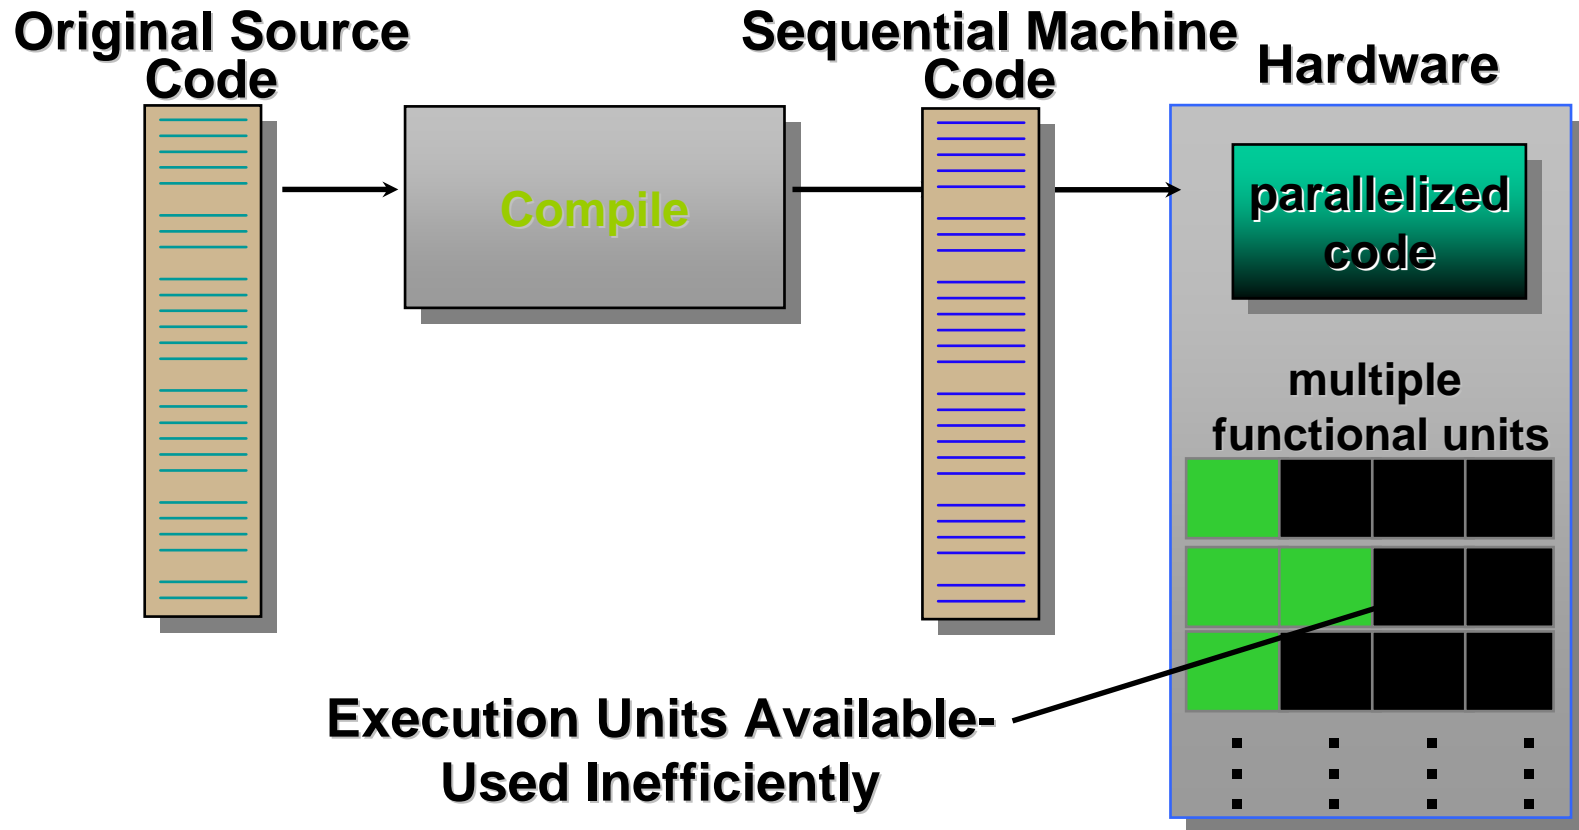 Original Source
Code
Sequential Machine
Code
Hardware
Compile
parallelized
code
multiple
functional units
Execution Units Available-
Used Inefficiently